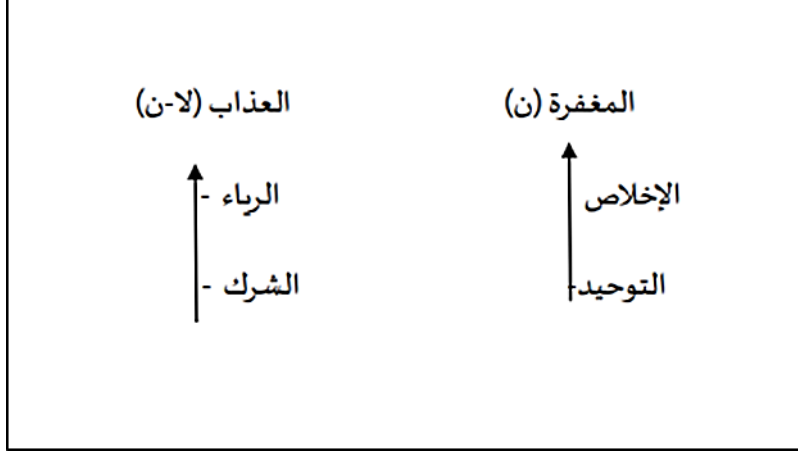 المغفرة (ن)
العذاب (لا-ن)
الإخلاص
- الرياء
التوحيد-
- الشرك